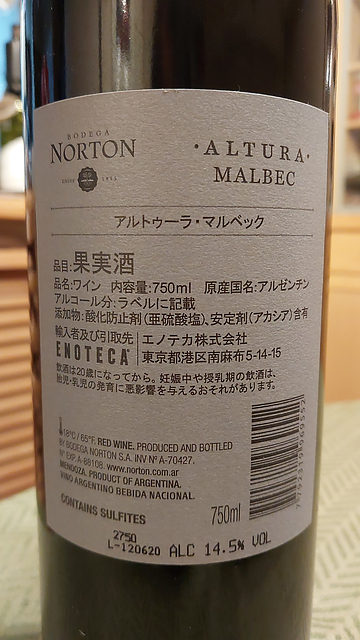 BODEGA
NORTON
DESDE 1895
·ALTURA·
MALBEC
アルトゥーラ・マルベック
品目:果実酒
品名:ワイン 内容量:750ml 原産国名:アルゼンチン
アルコール分:ラベルに記載
添加物:酸化防止剤(亜硫酸塩)、安定剤(アカシア)含有
輸入者及び引取先
ENOTECA
エノテカ株式会社
東京都港区南麻布5-14-15
飲酒は20歳になってから。妊娠中や授乳期の飲酒は、
胎児・乳児の発育に悪影響を与えるおそれがあります。
18°C / 65°F. RED WINE. PRODUCED AND BOTTLED
BY BODEGA NORTON S.A. INV Nº A-70427.
Nº EXP. A-88108. www.norton.com.ar
MENDOZA. PRODUCT OF ARGENTINA.
VINO ARGENTINO BEBIDA NACIONAL.
CONTAINS SULFITES
750ml
2750
L-120620 ALC 14.5% VOL